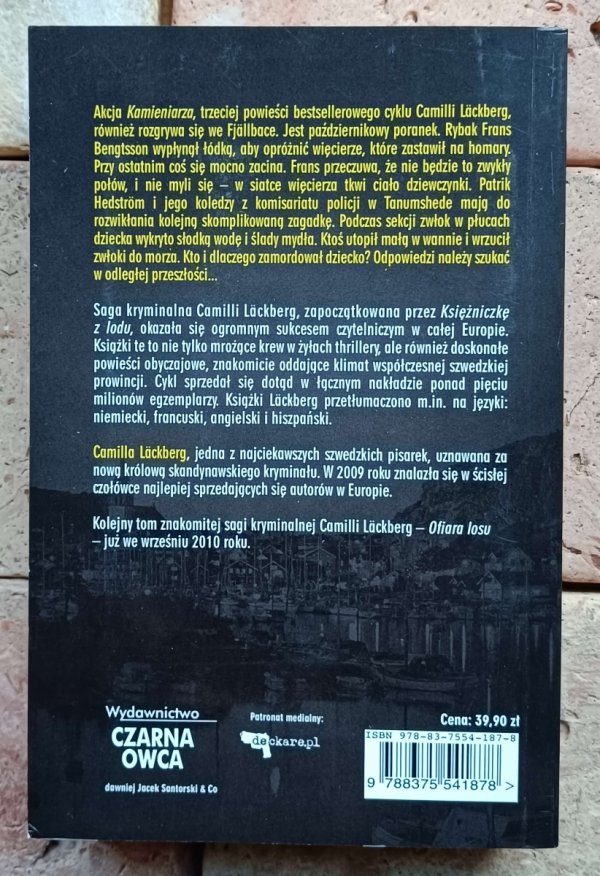 Akcja Kamieniarza, trzeciej powieści bestsellerowego cyklu Camilli Läckberg,
również rozgrywa się we Fjällbace. Jest październikowy poranek. Rybak Frans
Bengtsson wypłynął łódką, aby opróżnić więcierze, które zastawił na homary.
Przy ostatnim coś się mocno zacina. Frans przeczuwa, że nie będzie to zwykły
połów, i nie myli się – w siatce więcierza tkwi ciało dziewczynki. Patrik
Hedström i jego koledzy z komisariatu policji w Tanumshede mają do
rozwikłania kolejną skomplikowaną zagadkę. Podczas sekcji zwłok w płucach
dziecka wykryto słodką wodę i ślady mydła. Ktoś utopił małą w wannie i wrzucił
zwłoki do morza. Kto i dlaczego zamordował dziecko? Odpowiedzi należy szukać
w odległej przeszłości...
Saga kryminalna Camilli Läckberg, zapoczątkowana przez Księżniczkę
z lodu, okazała się ogromnym sukcesem czytelniczym w całej Europie.
Książki te to nie tylko mrożące krew w żyłach thrillery, ale również doskonałe
powieści obyczajowe, znakomicie oddające klimat współczesnej szwedzkiej
prowincji. Cykl sprzedał się dotąd w łącznym nakładzie ponad pięciu
milionów egzemplarzy. Książki Läckberg przetłumaczono m.in. na języki:
niemiecki, francuski, angielski i hiszpański.
Camilla Läckberg, jedna z najciekawszych szwedzkich pisarek, uznawana za
nową królową skandynawskiego kryminału. W 2009 roku znalazła się w ścisłej
czołówce najlepiej sprzedających się autorów w Europie.
Kolejny tom znakomitej sagi kryminalnej Camilli Läckberg – Ofiara losu
– już we wrześniu 2010 roku.
Wydawnictwo
CZARNA
OWCA
dawniej Jacek Santorski & Co
Patronat medialny:
deckare.pl
Cena: 39,90 zł
ISBN 978-83-7554-187-8
9 788375 541878 >